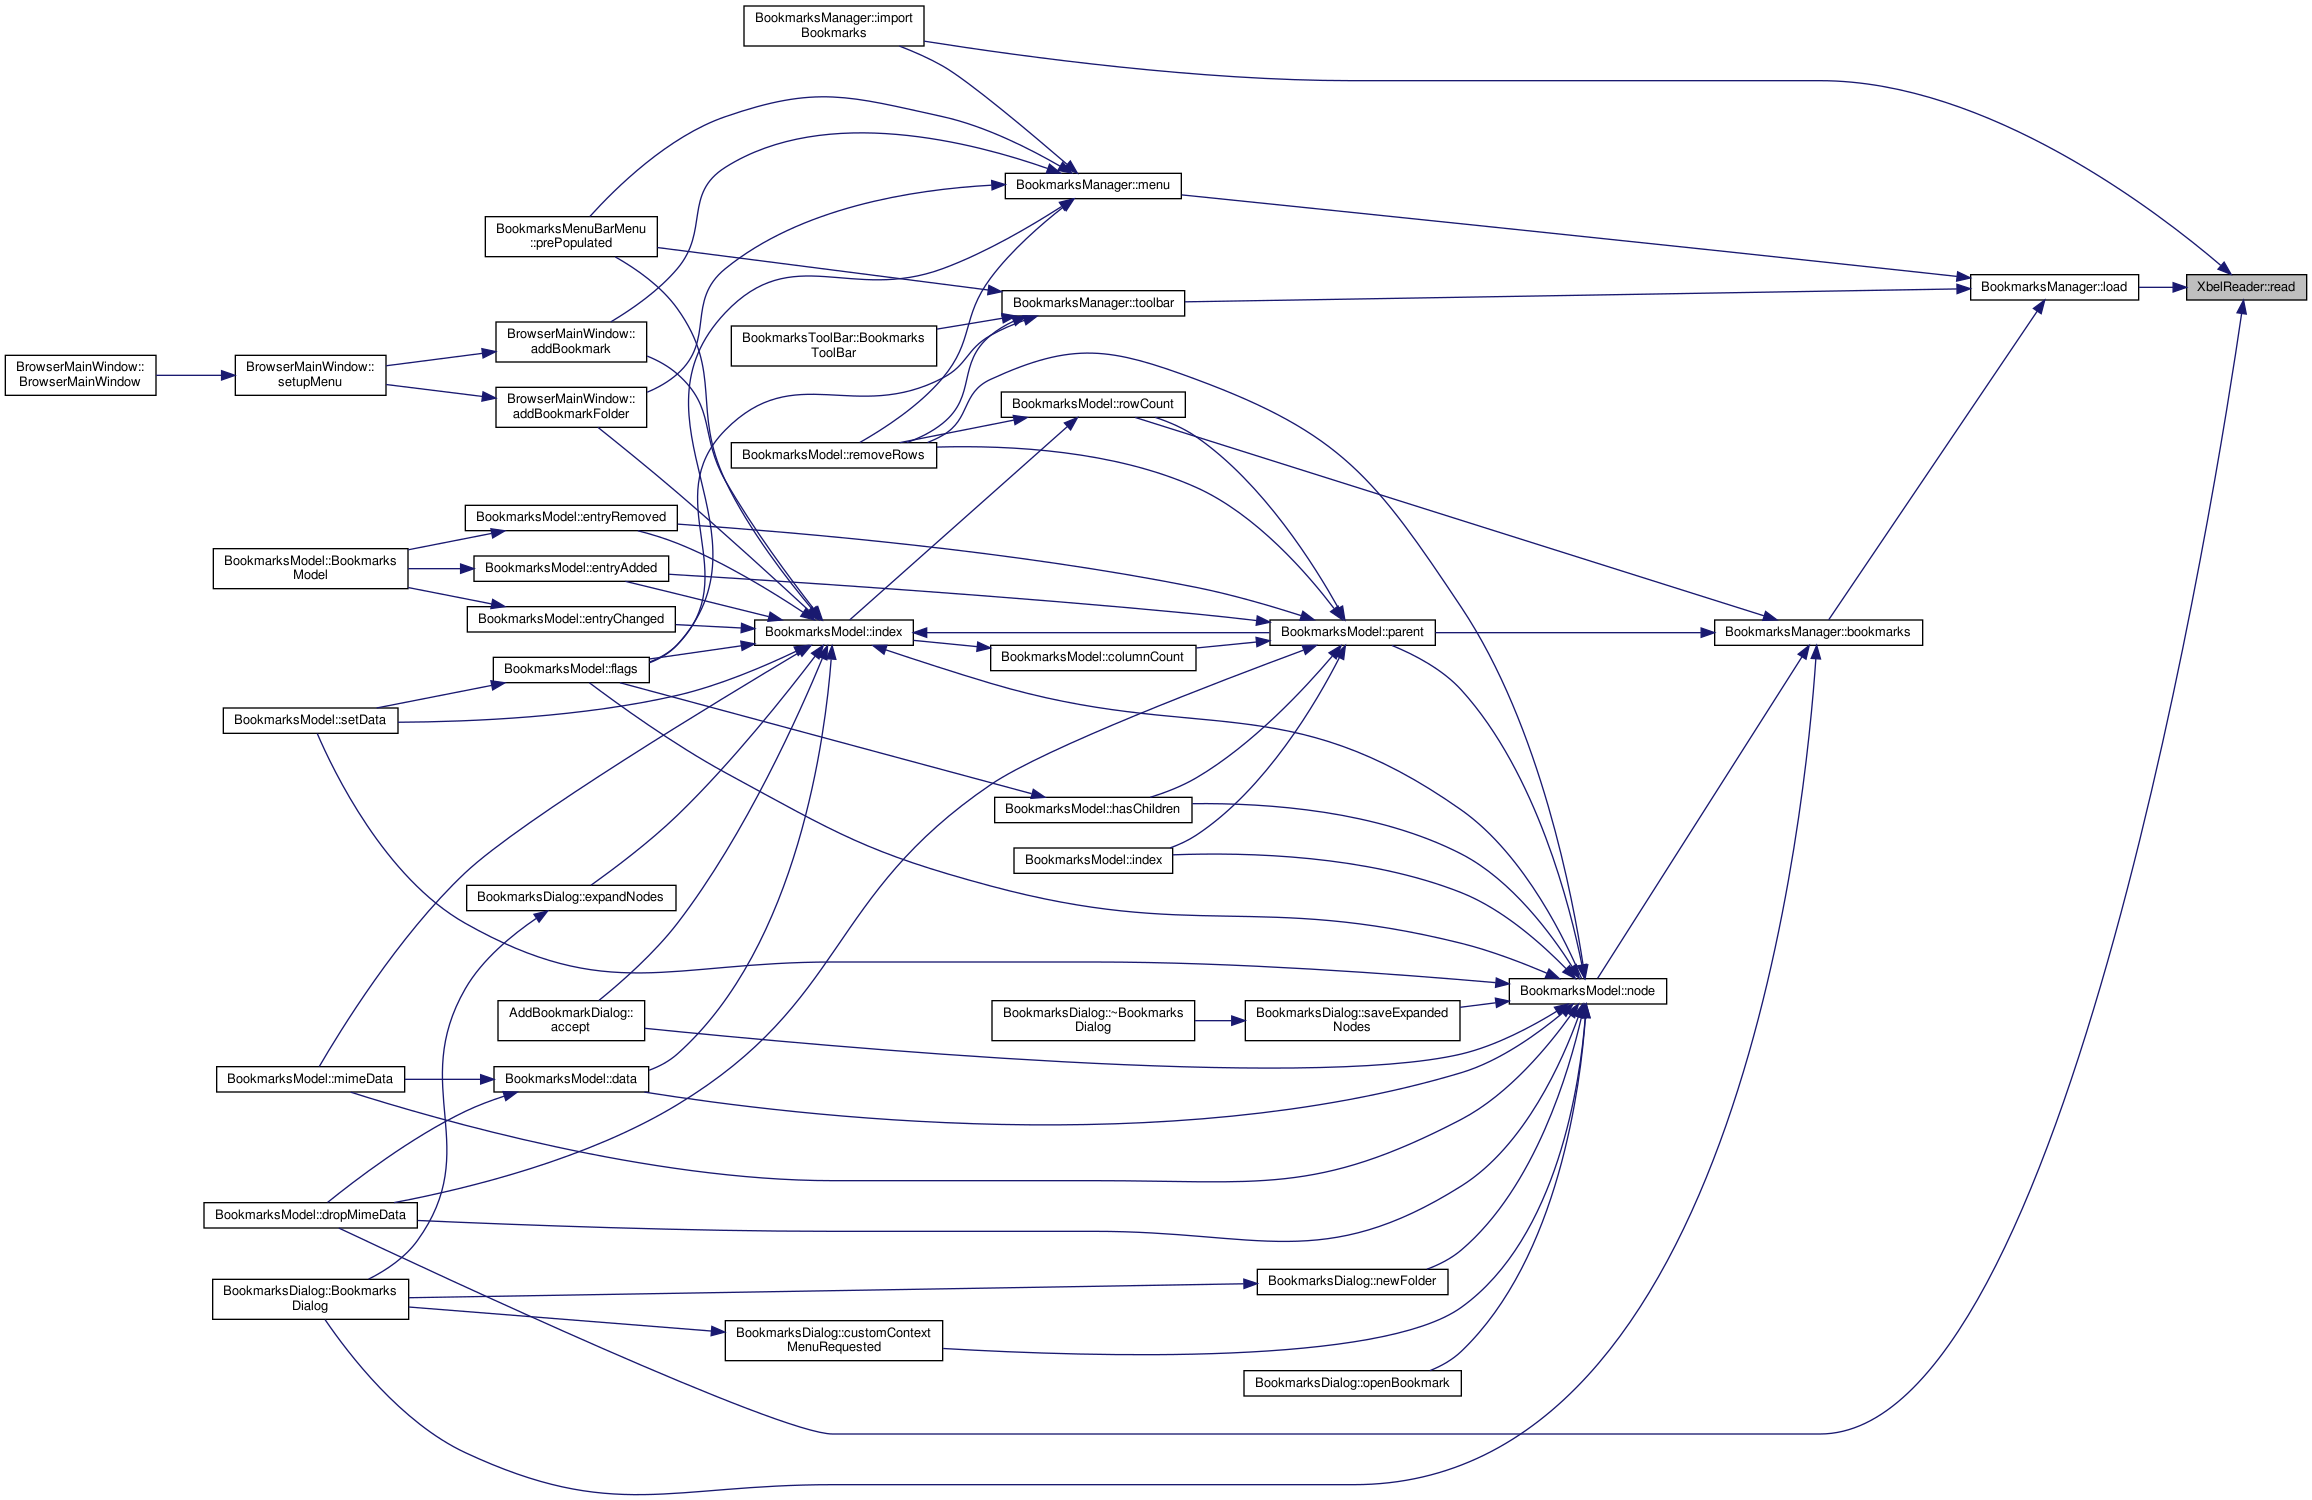 BookmarksManager::import
Bookmarks
BookmarksManager::menu
BookmarksMenuBarMenu
::prePopulated
BookmarksManager::load
XbelReader::read
BookmarksManager::toolbar
BookmarksToolBar::Bookmarks
ToolBar
BrowserMainWindow::
addBookmark
BrowserMainWindow::
BrowserMainWindow
BrowserMainWindow::
setupMenu
BrowserMainWindow::
addBookmarkFolder
BookmarksModel::rowCount
BookmarksModel::removeRows
BookmarksModel::entryRemoved
BookmarksModel::Bookmarks
Model
BookmarksModel::entryAdded
BookmarksModel::entryChanged
BookmarksModel::index
BookmarksModel::parent
BookmarksManager::bookmarks
BookmarksModel::columnCount
BookmarksModel::flags
BookmarksModel::setData
BookmarksModel::hasChildren
BookmarksModel::index
BookmarksDialog::expandNodes
BookmarksModel::node
AddBookmarkDialog::
accept
BookmarksDialog::~Bookmarks
Dialog
BookmarksDialog::saveExpanded
Nodes
BookmarksModel::mimeData
BookmarksModel::data
BookmarksModel::dropMimeData
BookmarksDialog::newFolder
BookmarksDialog::Bookmarks
Dialog
BookmarksDialog::customContext
MenuRequested
BookmarksDialog::openBookmark